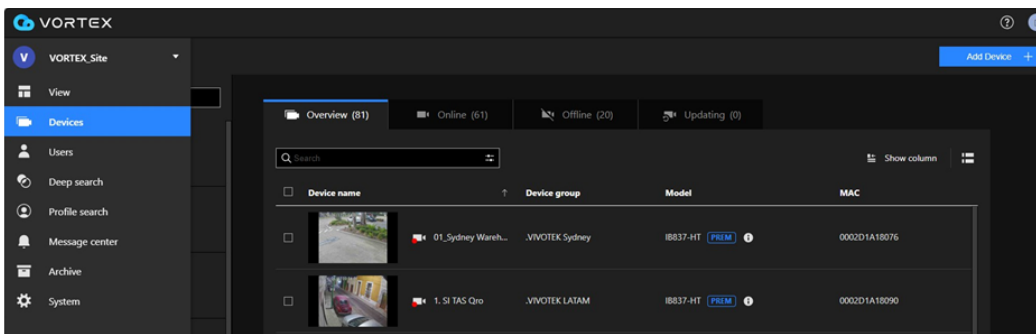 VORTEX
V VORTEX_Site
Add Device +
View
Devices
Users
Deep search
Profile search
Message center
Archive
System
Overview (81) Online (61) Offline (20) Updating (0)
Search Show column
Device name Device group Model MAC
01_Sydney Wareh... .VIVOTEK Sydney IB837-HT PREM 0002D1A18076
1. SI TAS Qro .VIVOTEK LATAM IB837-HT PREM 0002D1A18090